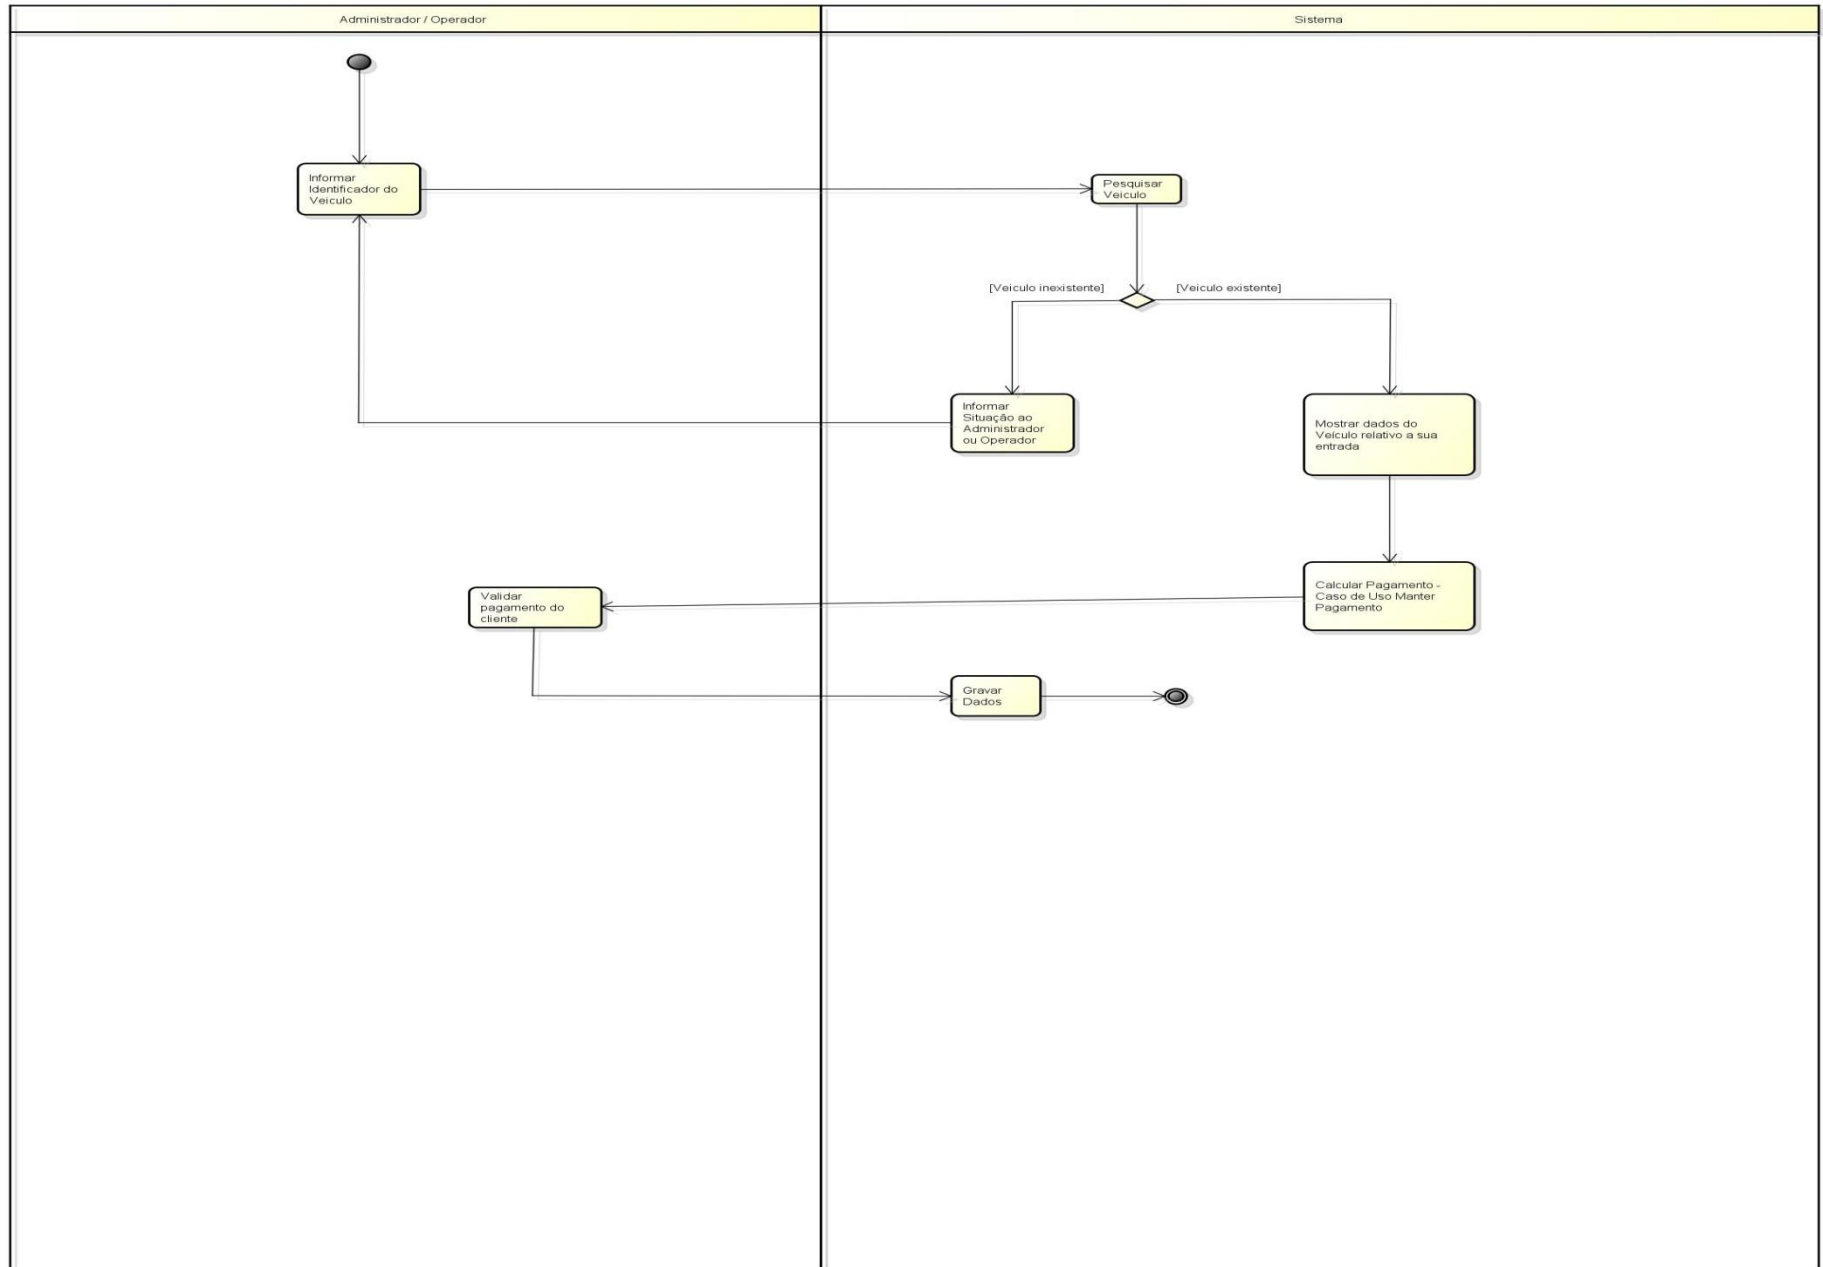 Administrador / Operador
Sistema
Informar
Identificador do
Veiculo
Pesquisar
Veiculo
[Veiculo inexistente]
[Veiculo existente]
Informar
Situação ao
Administrador
ou Operador
Mostrar dados do
Veículo relativo a sua
entrada
Calcular Pagamento -
Caso de Uso Manter
Pagamento
Validar
pagamento do
cliente
Gravar
Dados